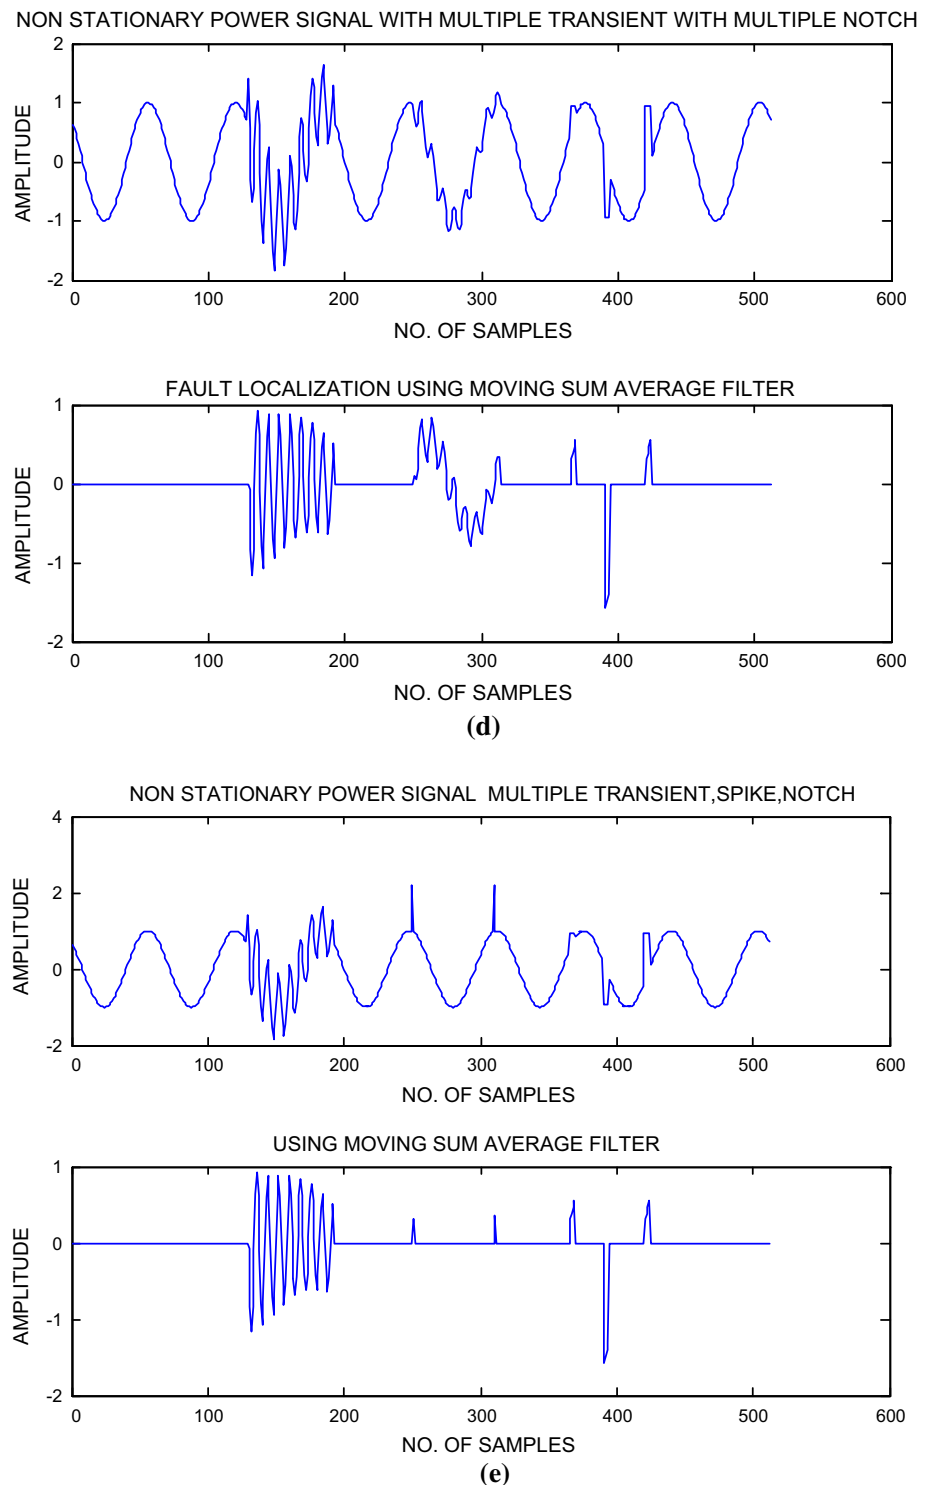 NON STATIONARY POWER SIGNAL WITH MULTIPLE TRANSIENT WITH MULTIPLE NOTCH
2
1
0
-1
-2
AMPLITUDE
0 100 200 300 400 500 600
NO. OF SAMPLES
FAULT LOCALIZATION USING MOVING SUM AVERAGE FILTER
1
0
-1
-2
AMPLITUDE
0 100 200 300 400 500 600
NO. OF SAMPLES
(d)
NON STATIONARY POWER SIGNAL MULTIPLE TRANSIENT,SPIKE,NOTCH
4
2
0
-2
AMPLITUDE
0 100 200 300 400 500 600
NO. OF SAMPLES
USING MOVING SUM AVERAGE FILTER
1
0
-1
-2
AMPLITUDE
0 100 200 300 400 500 600
NO. OF SAMPLES
(e)